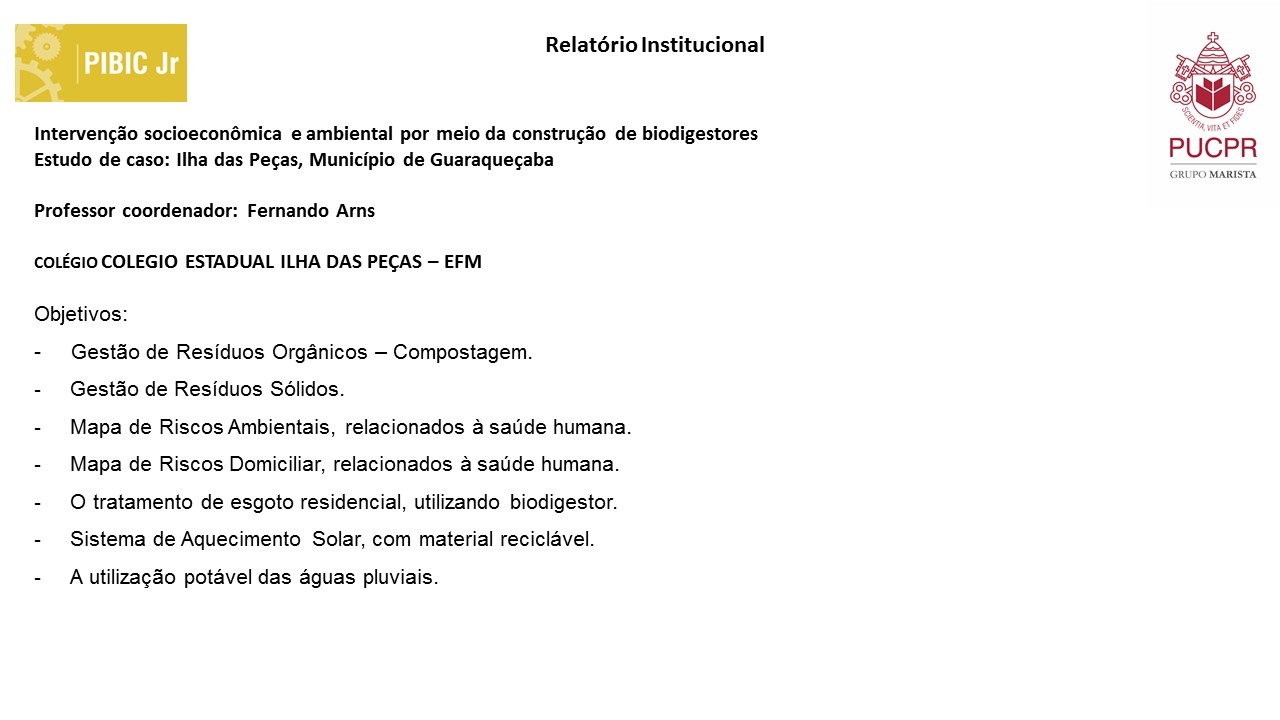 PIBIC Jr
Relatório Institucional
SCIENTIA, VITA ET FIDES
PUCPR
GRUPO MARISTA
Intervenção socioeconômica e ambiental por meio da construção de biodigestores
Estudo de caso: Ilha das Peças, Município de Guaraqueçaba
Professor coordenador: Fernando Arns
COLÉGIO COLEGIO ESTADUAL ILHA DAS PEÇAS – EFM
Objetivos:
- Gestão de Resíduos Orgânicos – Compostagem.
- Gestão de Resíduos Sólidos.
- Mapa de Riscos Ambientais, relacionados à saúde humana.
- Mapa de Riscos Domiciliar, relacionados à saúde humana.
- O tratamento de esgoto residencial, utilizando biodigestor.
- Sistema de Aquecimento Solar, com material reciclável.
- A utilização potável das águas pluviais.